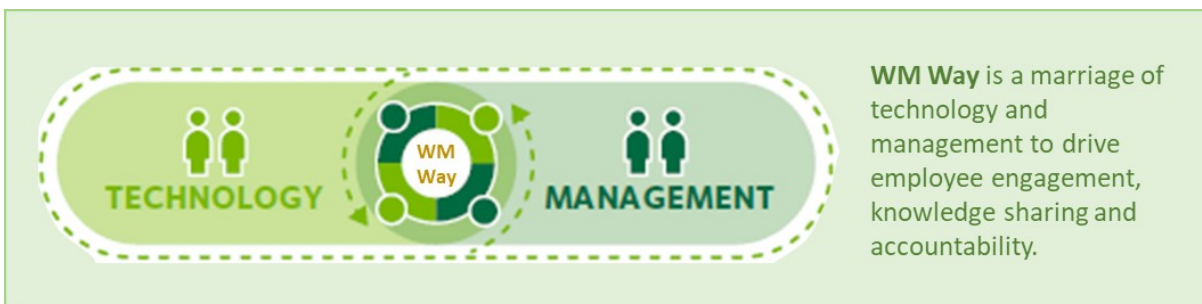 TECHNOLOGY
WM
Way
MANAGEMENT
WM Way is a marriage of
technology and
management to drive
employee engagement,
knowledge sharing and
accountability.